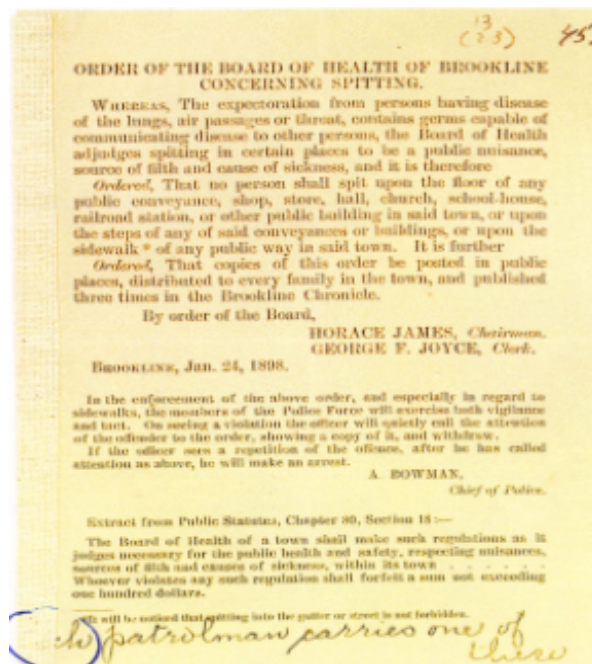 13
(23)
45.
ORDER OF THE BOARD OF HEALTH OF BROOKLINE
CONCERNING SPITTING.
WHEREAS, The expectoration from persons having disease
of the lungs, air passages or throat, contains germs capable of
communicating disease to other persons, the Board of Health
adjudges spitting in certain places to be a public nuisance,
source of filth and cause of sickness, and it is therefore
Ordered, That no person shall spit upon the floor of any
public conveyance, shop, store, hall, church, school-house,
railroad station, or other public building in said town, or upon
the steps of any of said conveyances or buildings, or upon the
sidewalk * of any public way in said town. It is further
Ordered, That copies of this order be posted in public
places, distributed to every family in the town, and published
three times in the Brookline Chronicle.
By order of the Board,
HORACE JAMES, Chairman.
GEORGE F. JOYCE, Clerk.
BROOKLINE, Jan. 24, 1898.
In the enforcement of the above order, and especially in regard to
sidewalks, the members of the Police Force will exercise both vigilance
and tact. On seeing a violation the officer will quietly call the attention
of the offender to the order, showing a copy of it, and withdraw.
If the officer sees a repetition of the offence, after he has called
attention as above, he will make an arrest.
A. BOWMAN,
Chief of Police.
Extract from Public Statutes, Chapter 80, Section 18 :—
The Board of Health of a town shall make such regulations as it
judges necessary for the public health and safety, respecting nuisances,
sources of filth and causes of sickness, within its town . . . . . .
Whoever violates any such regulation shall forfeit a sum not exceeding
one hundred dollars.
*It will be noticed that spitting into the gutter or street is not forbidden.
patrolman carries one of
these